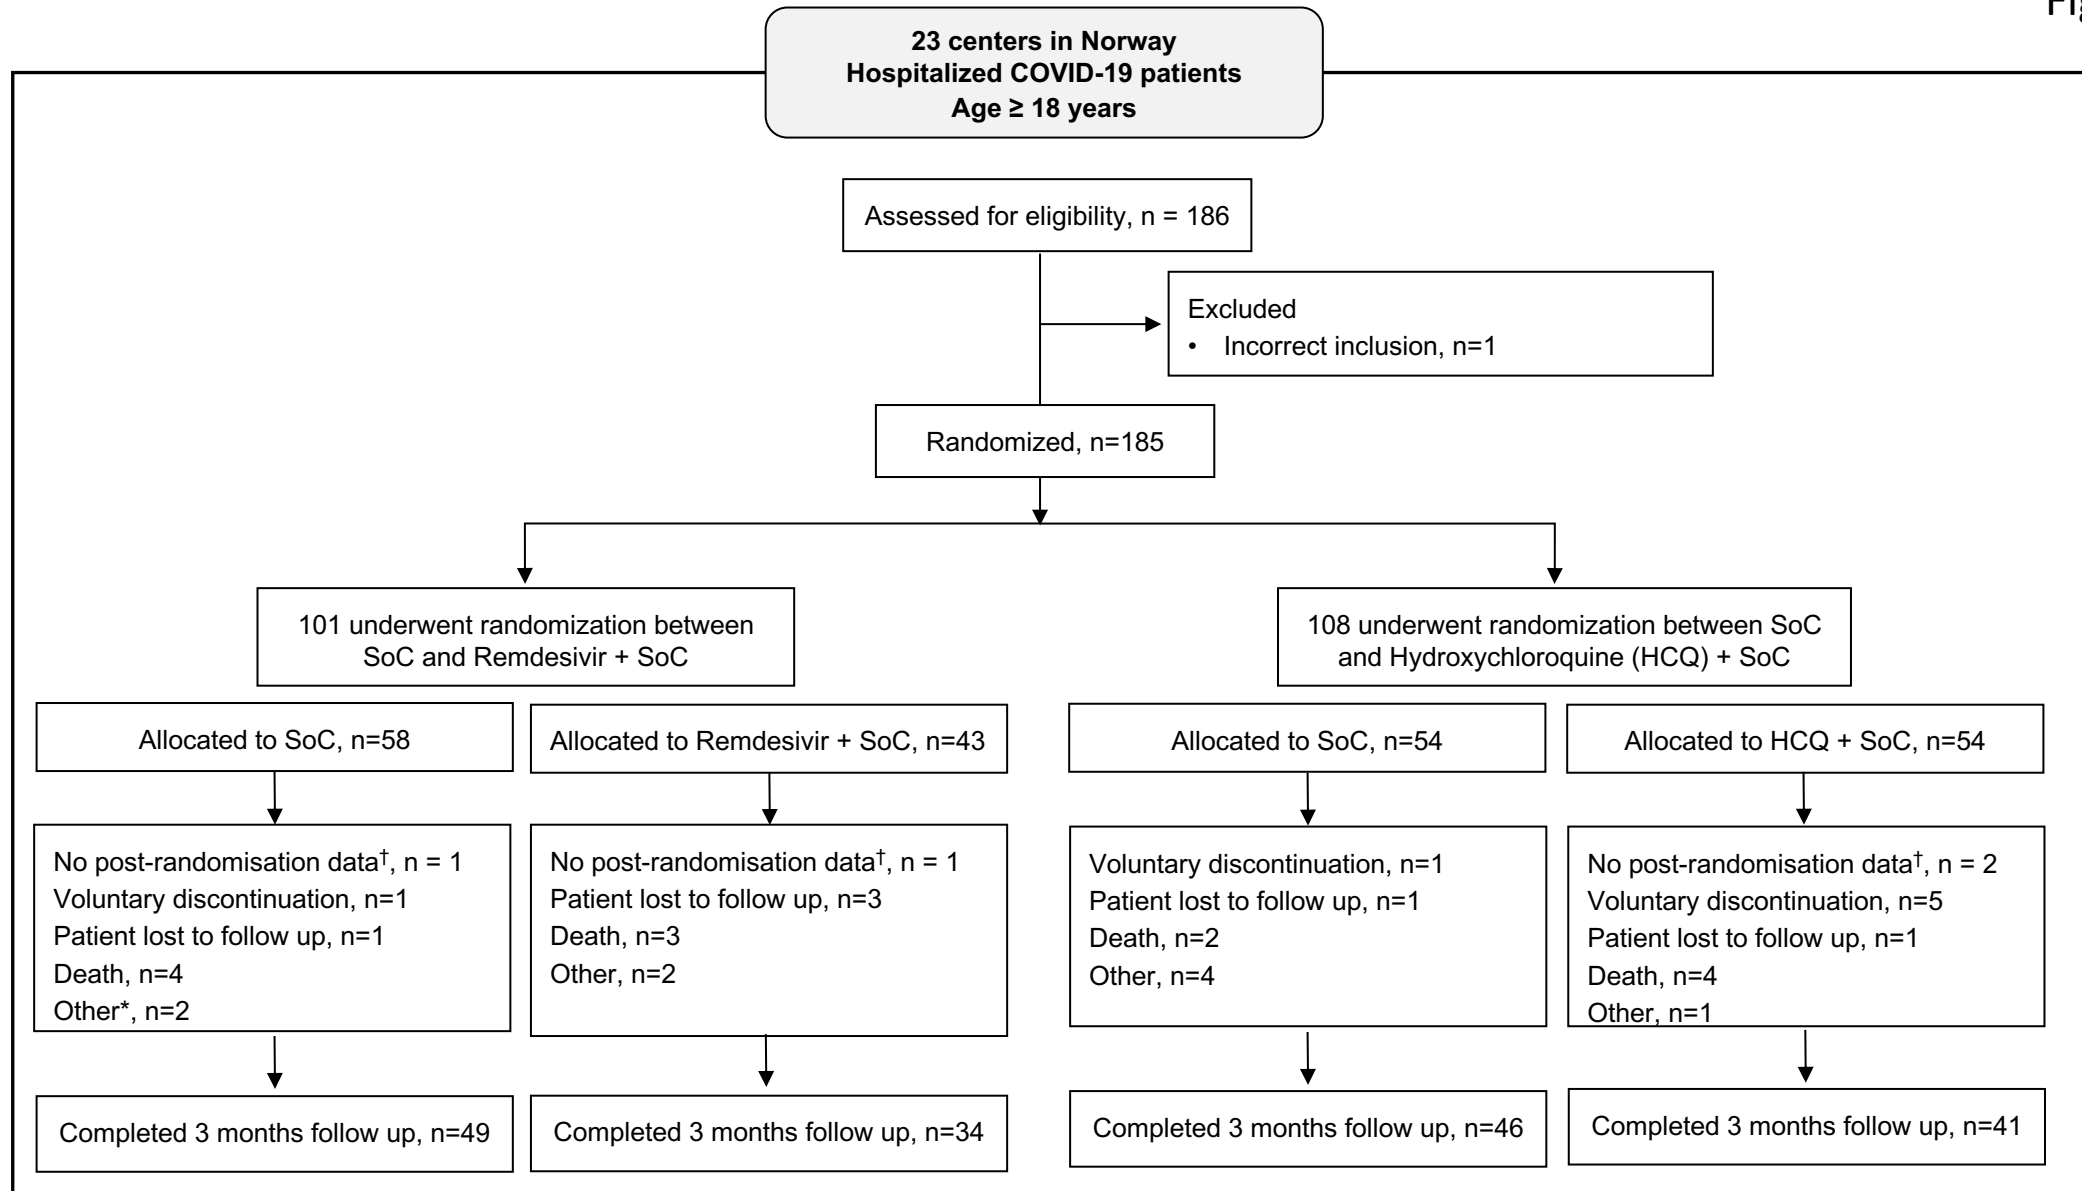 23 centers in Norway
Hospitalized COVID-19 patients
Age ≥ 18 years
Assessed for eligibility, n = 186
Excluded
• Incorrect inclusion, n=1
Randomized, n=185
101 underwent randomization between
SoC and Remdesivir + SoC
108 underwent randomization between SoC
and Hydroxychloroquine (HCQ) + SoC
Allocated to SoC, n=58
Allocated to Remdesivir + SoC, n=43
Allocated to SoC, n=54
Allocated to HCQ + SoC, n=54
No post-randomisation data†, n = 1
Voluntary discontinuation, n=1
Patient lost to follow up, n=1
Death, n=4
Other*, n=2
No post-randomisation data†, n = 1
Patient lost to follow up, n=3
Death, n=3
Other, n=2
Voluntary discontinuation, n=1
Patient lost to follow up, n=1
Death, n=2
Other, n=4
No post-randomisation data†, n = 2
Voluntary discontinuation, n=5
Patient lost to follow up, n=1
Death, n=4
Other, n=1
Completed 3 months follow up, n=49
Completed 3 months follow up, n=34
Completed 3 months follow up, n=46
Completed 3 months follow up, n=41